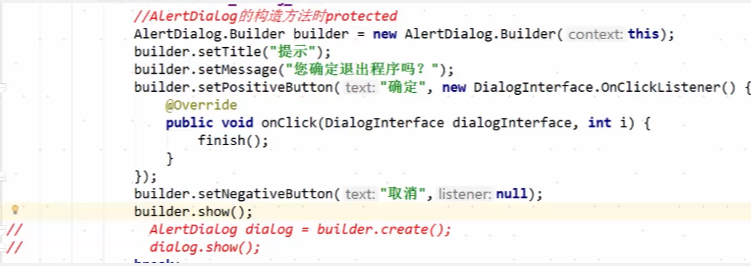 //AlertDialog的构造方法时protected
AlertDialog.Builder builder = new AlertDialog.Builder( context: this);
builder.setTitle("提示");
builder.setMessage("您确定退出程序吗？");
builder.setPositiveButton( text: "确定", new DialogInterface.OnClickListener() {
@Override
public void onClick(DialogInterface dialogInterface, int i) {
finish();
}
});
builder.setNegativeButton( text: "取消", listener: null);
builder.show();
// AlertDialog dialog = builder.create();
// dialog.show();